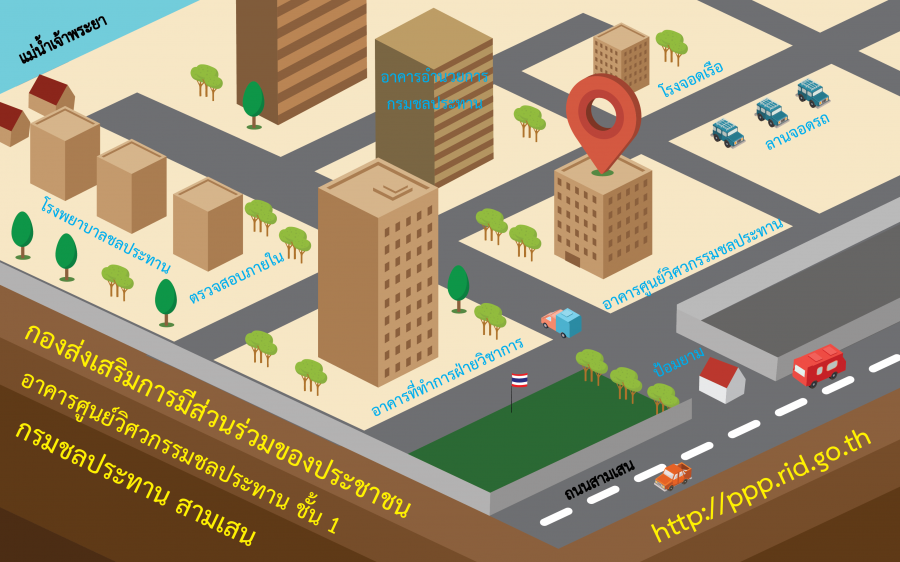 แม่น้ำเจ้าพระยา
อาคารอำนวยการ
กรมชลประทาน
โรงจอดเรือ
ลานจอดรถ
โรงพยาบาลชลประทาน
ตรวจสอบภายใน
อาคารศูนย์วิศวกรรมชลประทาน
อาคารที่ทำการฝ่ายวิชาการ
ป้อมยาม
ถนนสามเสน
กองส่งเสริมการมีส่วนร่วมของประชาชน
อาคารศูนย์วิศวกรรมชลประทาน ชั้น 1
กรมชลประทาน สามเสน
http://ppp.rid.go.th